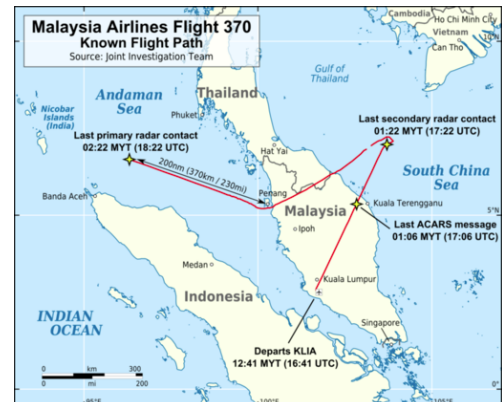 Malaysia Airlines Flight 370
Known Flight Path
Source: Joint Investigation Team
Cambodia
Ho Chi Minh City
Vietnam
Can Tho
10°
Gulf of
Thailand
Andaman
Sea
Thailand
Nicobar
Islands
(India)
Phuket
Last primary radar contact
02:22 MYT (18:22 UTC)
Last secondary radar contact
01:22 MYT (17:22 UTC)
Hat Yai
200nm (370km / 230mi)
South China
Sea
Penang
Banda Aceh
Malaysia
Kuala Terengganu
5°N
Ipoh
Last ACARS message
01:06 MYT (17:06 UTC)
Medan
Kuala Lumpur
Indonesia
INDIAN
OCEAN
Singapore
Departs KLIA
12:41 MYT (16:41 UTC)
0 km 300
0 mi 200
95°E
100°E
105°E
0°